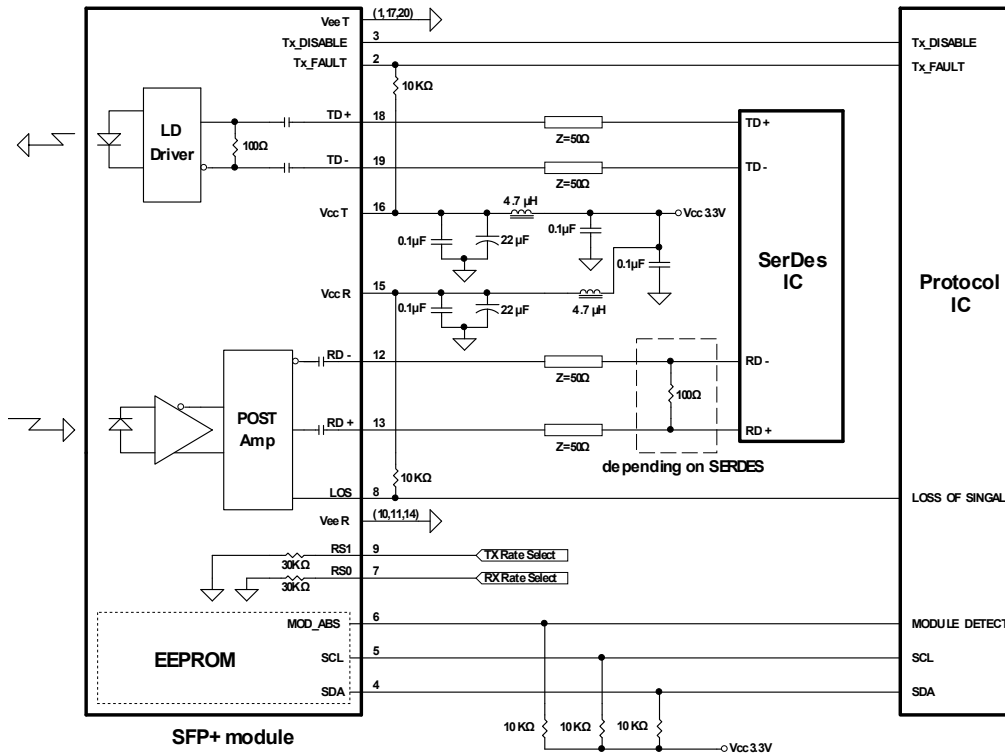 Vee T
(1,17,20)
Tx_DISABLE
3
Tx_DISABLE
Tx_FAULT
2
Tx_FAULT
10 KΩ
LD
Driver
100Ω
TD +
18
Z=50Ω
TD +
TD -
19
Z=50Ω
TD -
Vcc T
16
4.7 µH
Vcc 3.3V
0.1µF
22 µF
0.1µF
0.1µF
SerDes
IC
Protocol
IC
Vcc R
15
0.1µF
22 µF
4.7 µH
RD -
12
Z=50Ω
RD -
POST
Amp
100Ω
RD +
13
Z=50Ω
RD +
depending on SERDES
10 KΩ
LOS
8
LOSS OF SINGAL
Vee R
(10,11,14)
RS1
9
TX Rate Select
30KΩ
RS0
7
RX Rate Select
30KΩ
MOD_ABS
6
MODULE DETECT
EEPROM
SCL
5
SCL
SDA
4
SDA
10 KΩ
10 KΩ
10 KΩ
Vcc 3.3V
SFP+ module